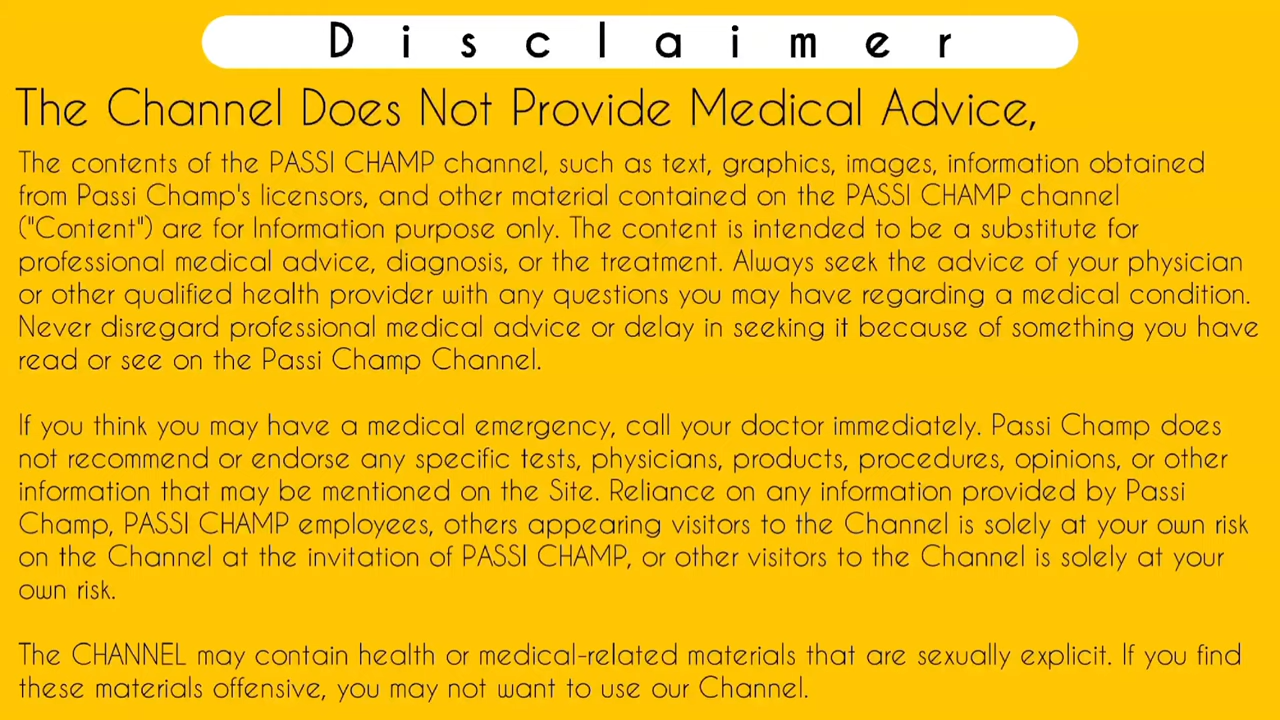 Disclaimer
The Channel Does Not Provide Medical Advice,
The contents of the PASSI CHAMP channel, such as text, graphics, images, information obtained
from Passi Champ's licensors, and other material contained on the PASSI CHAMP channel
("Content") are for Information purpose only. The content is intended to be a substitute for
professional medical advice, diagnosis, or the treatment. Always seek the advice of your physician
or other qualified health provider with any questions you may have regarding a medical condition.
Never disregard professional medical advice or delay in seeking it because of something you have
read or see on the Passi Champ Channel.
If you think you may have a medical emergency, call your doctor immediately. Passi Champ does
not recommend or endorse any specific tests, physicians, products, procedures, opinions, or other
information that may be mentioned on the Site. Reliance on any information provided by Passi
Champ, PASSI CHAMP employees, others appearing visitors to the Channel is solely at your own risk
on the Channel at the invitation of PASSI CHAMP, or other visitors to the Channel is solely at your
own risk.
The CHANNEL may contain health or medical-related materials that are sexually explicit. If you find
these materials offensive, you may not want to use our Channel.